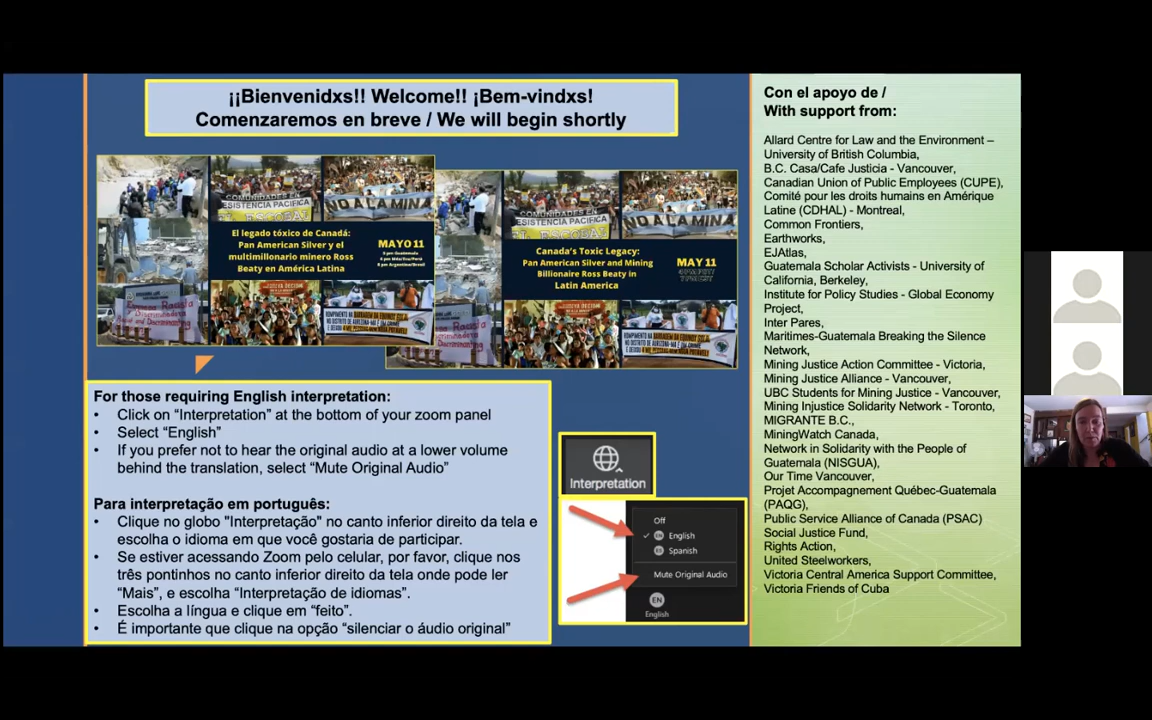 ¡¡Bienvenidxs!! Welcome!! ¡Bem-vindxs!
Comenzaremos en breve / We will begin shortly
COMUNIDADES EN
RESISTENCIA PACIFICA
EL ESCOBAL
NO A LA MINA
El legado tóxico de Canadá:
Pan American Silver y el
multimillonario minero Ross
Beaty en América Latina
MAYO 11
Canada's Toxic Legacy:
Pan American Silver and Mining
Billionaire Ross Beaty in
Latin America
MAY 11
For those requiring English interpretation:
• Click on “Interpretation” at the bottom of your zoom panel
• Select “English”
• If you prefer not to hear the original audio at a lower volume
behind the translation, select “Mute Original Audio”
Para interpretação em português:
• Clique no globo "Interpretação" no canto inferior direito da tela e
escolha o idioma em que você gostaria de participar.
• Se estiver acessando Zoom pelo celular, por favor, clique nos
três pontinhos no canto inferior direito da tela onde pode ler
“Mais”, e escolha “Interpretação de idiomas”.
• Escolha a língua e clique em “feito”.
• É importante que clique na opção “silenciar o áudio original”
Interpretation
Off
✓ EN English
ES Spanish
Mute Original Audio
EN
English
Con el apoyo de /
With support from:
Allard Centre for Law and the Environment –
University of British Columbia,
B.C. Casa/Cafe Justicia - Vancouver,
Canadian Union of Public Employees (CUPE),
Comité pour les droits humains en Amérique
Latine (CDHAL) - Montreal,
Common Frontiers,
Earthworks,
EJAtlas,
Guatemala Scholar Activists - University of
California, Berkeley,
Institute for Policy Studies - Global Economy
Project,
Inter Pares,
Maritimes-Guatemala Breaking the Silence
Network,
Mining Justice Action Committee - Victoria,
Mining Justice Alliance - Vancouver,
UBC Students for Mining Justice - Vancouver,
Mining Injustice Solidarity Network - Toronto,
MIGRANTE B.C.,
MiningWatch Canada,
Network in Solidarity with the People of
Guatemala (NISGUA),
Our Time Vancouver,
Projet Accompagnement Québec-Guatemala
(PAQG),
Public Service Alliance of Canada (PSAC)
Social Justice Fund,
Rights Action,
United Steelworkers,
Victoria Central America Support Committee,
Victoria Friends of Cuba